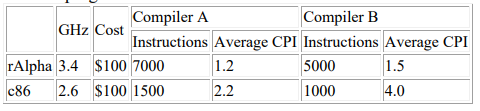 GHz Cost Compiler A Compiler B
Instructions Average CPI Instructions Average CPI
rAlpha 3.4 $100 7000 1.2 5000 1.5
c86 2.6 $100 1500 2.2 1000 4.0